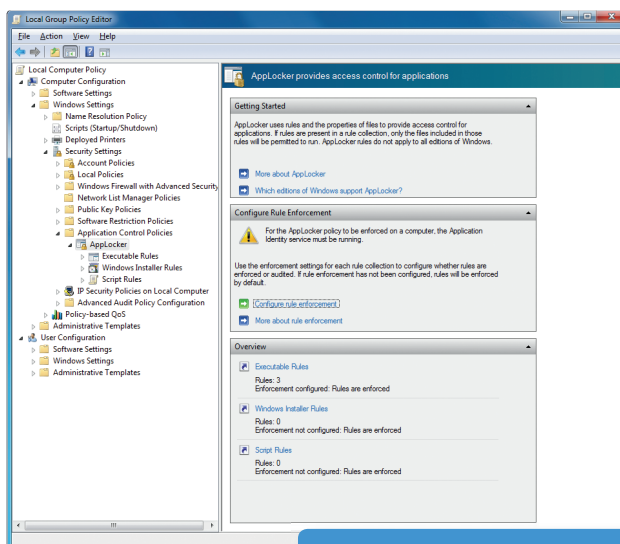 Local Group Policy Editor
File Action View Help
Local Computer Policy
Computer Configuration
Software Settings
Windows Settings
Name Resolution Policy
Scripts (Startup/Shutdown)
Deployed Printers
Security Settings
Account Policies
Local Policies
Windows Firewall with Advanced Security
Network List Manager Policies
Public Key Policies
Software Restriction Policies
Application Control Policies
AppLocker
Executable Rules
Windows Installer Rules
Script Rules
IP Security Policies on Local Computer
Advanced Audit Policy Configuration
Policy-based QoS
Administrative Templates
User Configuration
Software Settings
Windows Settings
Administrative Templates
AppLocker provides access control for applications
Getting Started
AppLocker uses rules and the properties of files to provide access control for
applications. If rules are present in a rule collection, only the files included in those
rules will be permitted to run. AppLocker rules do not apply to all editions of Windows.
More about AppLocker
Which editions of Windows support AppLocker?
Configure Rule Enforcement
For the AppLocker policy to be enforced on a computer, the Application
Identity service must be running.
Use the enforcement settings for each rule collection to configure whether rules are
enforced or audited. If rule enforcement has not been configured, rules will be enforced
by default.
Configure rule enforcement
More about rule enforcement
Overview
Executable Rules
Rules: 3
Enforcement configured: Rules are enforced
Windows Installer Rules
Rules: 0
Enforcement not configured: Rules are enforced
Script Rules
Rules: 0
Enforcement not configured: Rules are enforced